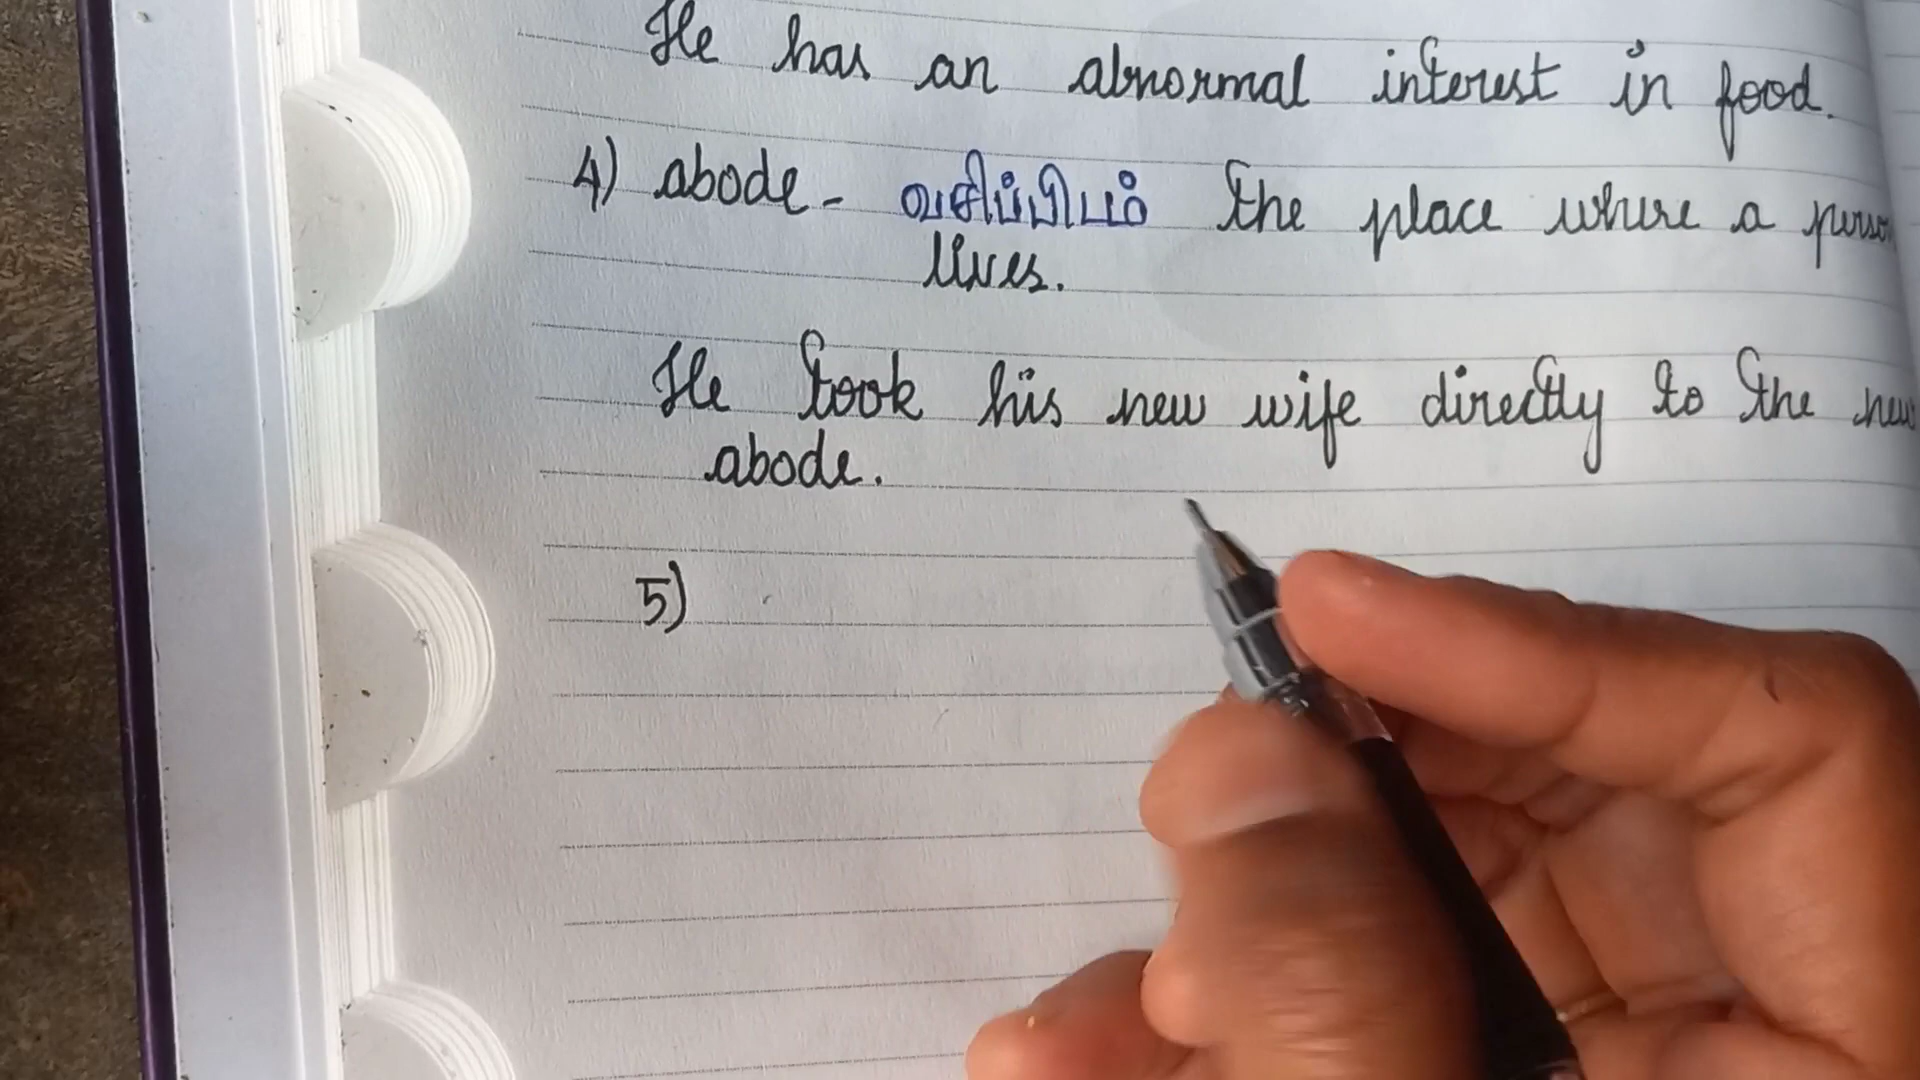 He has an abnormal interest in food.
4) abode - வசிப்பிடம் The place where a perso
lives.
He took his new wife directly to the new
abode.
5)